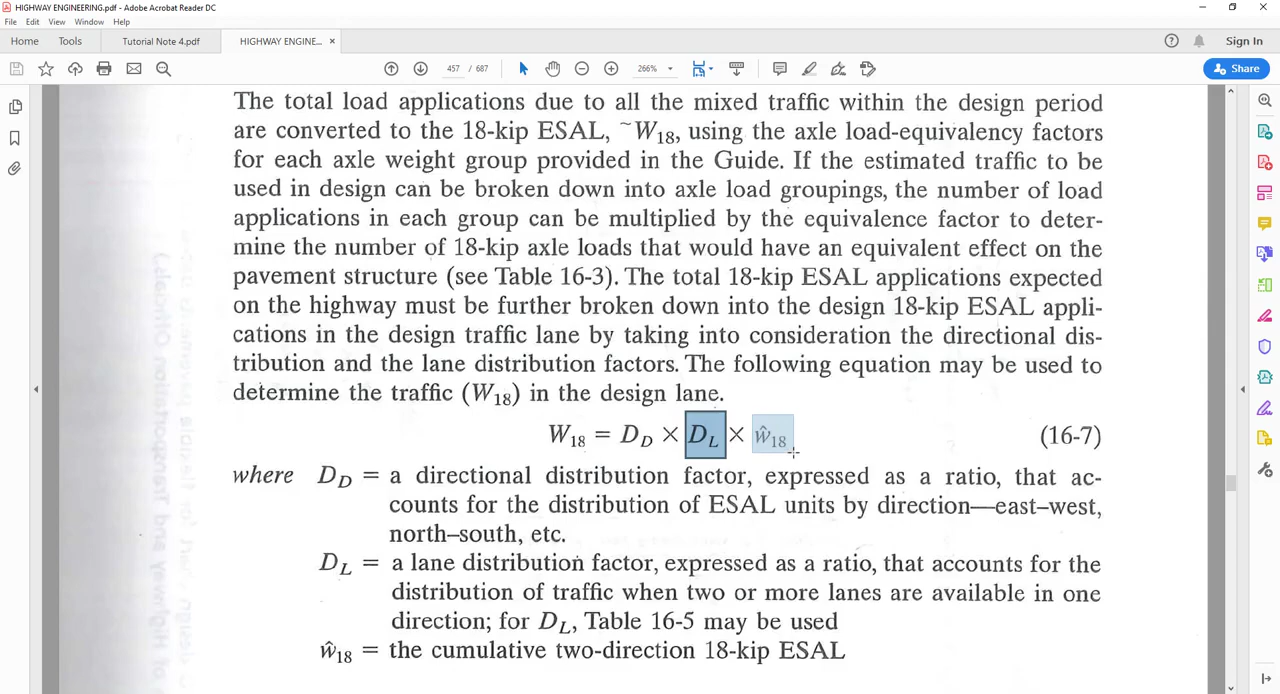 HIGHWAY ENGINEERING.pdf - Adobe Acrobat Reader DC
File Edit View Window Help
Home Tools Tutorial Note 4.pdf HIGHWAY ENGINE... ×
Sign In
457 / 687 266% Share
The total load applications due to all the mixed traffic within the design period
are converted to the 18-kip ESAL, ~W18, using the axle load-equivalency factors
for each axle weight group provided in the Guide. If the estimated traffic to be
used in design can be broken down into axle load groupings, the number of load
applications in each group can be multiplied by the equivalence factor to deter-
mine the number of 18-kip axle loads that would have an equivalent effect on the
pavement structure (see Table 16-3). The total 18-kip ESAL applications expected
on the highway must be further broken down into the design 18-kip ESAL appli-
cations in the design traffic lane by taking into consideration the directional dis-
tribution and the lane distribution factors. The following equation may be used to
determine the traffic (W18) in the design lane.
W18 = DD × DL × ŵ18 (16-7)
where DD = a directional distribution factor, expressed as a ratio, that ac-
counts for the distribution of ESAL units by direction—east–west,
north–south, etc.
DL = a lane distribution factor, expressed as a ratio, that accounts for the
distribution of traffic when two or more lanes are available in one
direction; for DL, Table 16-5 may be used
ŵ18 = the cumulative two-direction 18-kip ESAL